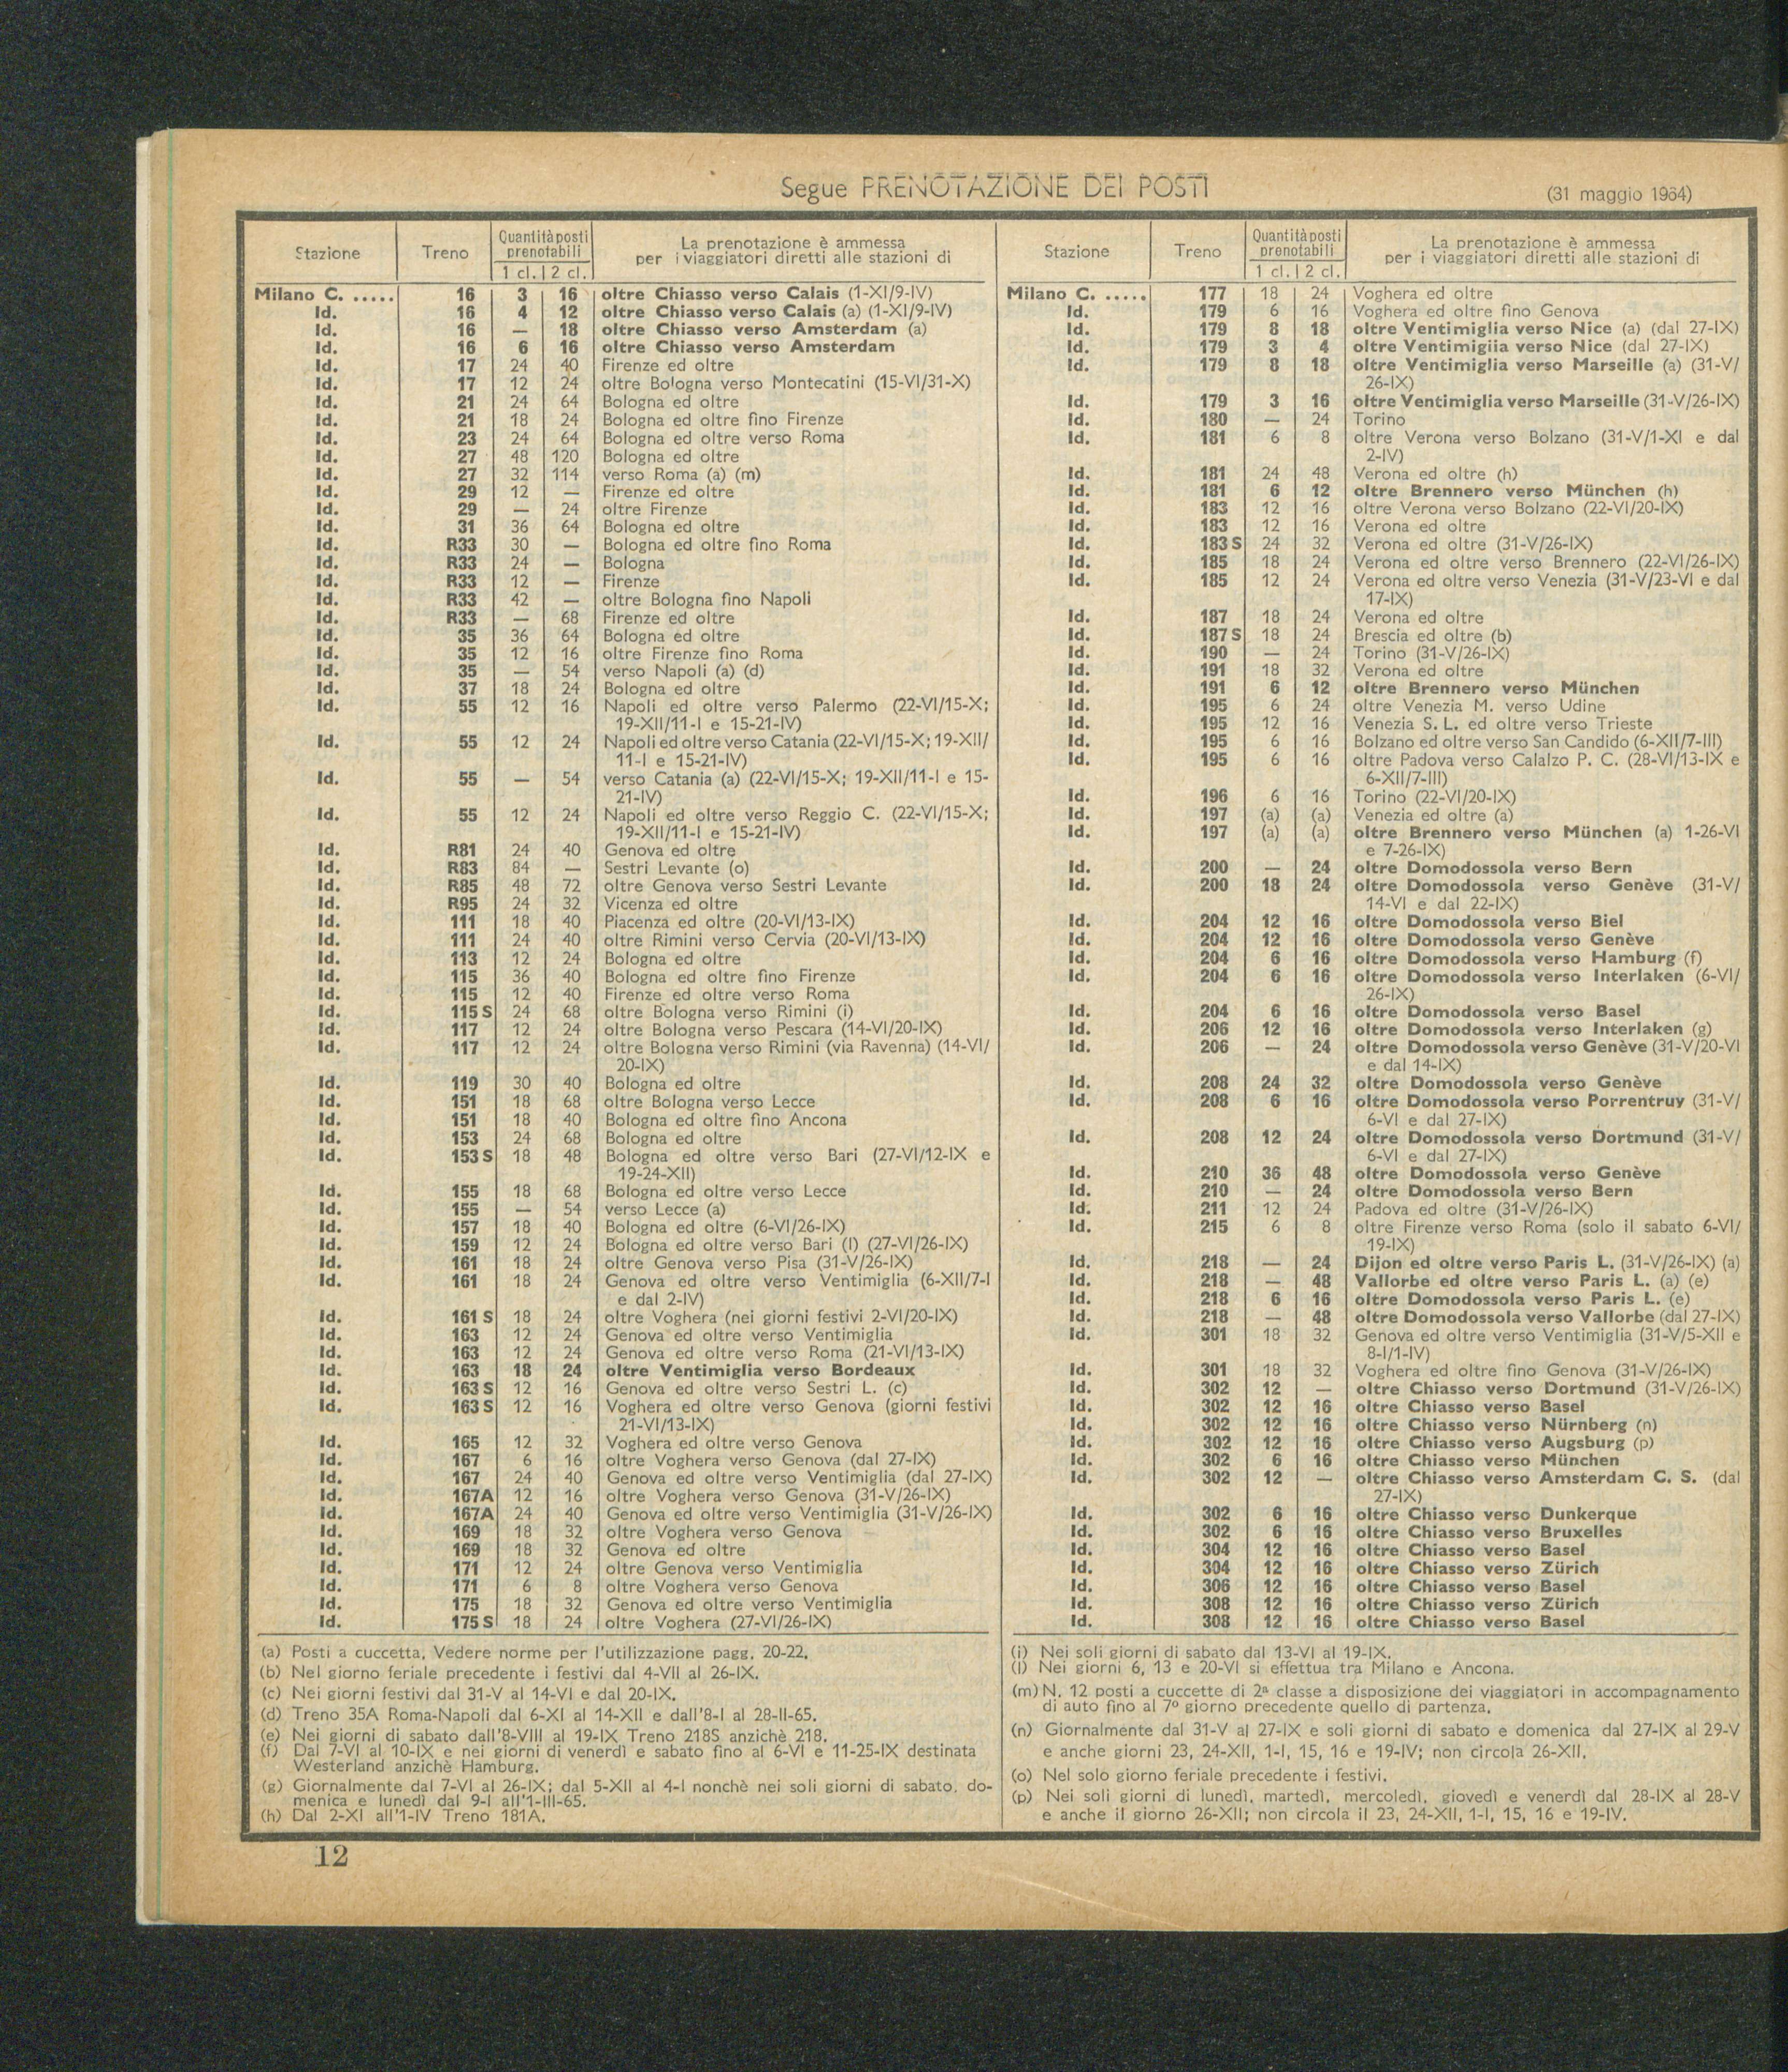 Segue PRENOTAZIONE DEI POSTI
(31 maggio 1964)
Stazione Treno Quantità posti prenotabili 1 cl. 2 cl. La prenotazione è ammessa per i viaggiatori diretti alle stazioni di
Milano C. ..... 16 3 16 oltre Chiasso verso Calais (1-XI/9-IV)
Id. 16 4 12 oltre Chiasso verso Calais (a) (1-XI/9-IV)
Id. 16 — 18 oltre Chiasso verso Amsterdam (a)
Id. 16 6 16 oltre Chiasso verso Amsterdam
Id. 17 24 40 Firenze ed oltre
Id. 17 12 24 oltre Bologna verso Montecatini (15-VI/31-X)
Id. 21 24 64 Bologna ed oltre
Id. 21 18 24 Bologna ed oltre fino Firenze
Id. 23 24 64 Bologna ed oltre verso Roma
Id. 27 48 120 Bologna ed oltre
Id. 27 32 114 verso Roma (a) (m)
Id. 29 12 — Firenze ed oltre
Id. 29 — 24 oltre Firenze
Id. 31 36 64 Bologna ed oltre
Id. R33 30 — Bologna ed oltre fino Roma
Id. R33 24 — Bologna
Id. R33 12 — Firenze
Id. R33 42 — oltre Bologna fino Napoli
Id. R33 — 68 Firenze ed oltre
Id. 35 36 64 Bologna ed oltre
Id. 35 12 16 oltre Firenze fino Roma
Id. 35 — 54 verso Napoli (a) (d)
Id. 37 18 24 Bologna ed oltre
Id. 55 12 16 Napoli ed oltre verso Palermo (22-VI/15-X;
19-XII/11-I e 15-21-IV)
Id. 55 12 24 Napoli ed oltre verso Catania (22-VI/15-X; 19-XII/
11-I e 15-21-IV)
Id. 55 — 54 verso Catania (a) (22-VI/15-X; 19-XII/11-I e 15-
21-IV)
Id. 55 12 24 Napoli ed oltre verso Reggio C. (22-VI/15-X;
19-XII/11-I e 15-21-IV)
Id. R81 24 40 Genova ed oltre
Id. R83 84 — Sestri Levante (o)
Id. R85 48 72 oltre Genova verso Sestri Levante
Id. R95 24 32 Vicenza ed oltre
Id. 111 18 40 Piacenza ed oltre (20-VI/13-IX)
Id. 111 24 40 oltre Rimini verso Cervia (20-VI/13-IX)
Id. 113 12 24 Bologna ed oltre
Id. 115 36 40 Bologna ed oltre fino Firenze
Id. 115 12 40 Firenze ed oltre verso Roma
Id. 115 S 24 68 oltre Bologna verso Rimini (i)
Id. 117 12 24 oltre Bologna verso Pescara (14-VI/20-IX)
Id. 117 12 24 oltre Bologna verso Rimini (via Ravenna) (14-VI/
20-IX)
Id. 119 30 40 Bologna ed oltre
Id. 151 18 68 oltre Bologna verso Lecce
Id. 151 18 40 Bologna ed oltre fino Ancona
Id. 153 24 68 Bologna ed oltre
Id. 153 S 18 48 Bologna ed oltre verso Bari (27-VI/12-IX e
19-24-XII)
Id. 155 18 68 Bologna ed oltre verso Lecce
Id. 155 — 54 verso Lecce (a)
Id. 157 18 40 Bologna ed oltre (6-VI/26-IX)
Id. 159 12 24 Bologna ed oltre verso Bari (l) (27-VI/26-IX)
Id. 161 18 24 oltre Genova verso Pisa (31-V/26-IX)
Id. 161 18 24 Genova ed oltre verso Ventimiglia (6-XII/7-I
e dal 2-IV)
Id. 161 S 18 24 oltre Voghera (nei giorni festivi 2-VI/20-IX)
Id. 163 12 24 Genova ed oltre verso Ventimiglia
Id. 163 12 24 Genova ed oltre verso Roma (21-VI/13-IX)
Id. 163 18 24 oltre Ventimiglia verso Bordeaux
Id. 163 S 12 16 Genova ed oltre verso Sestri L. (c)
Id. 163 S 12 16 Voghera ed oltre verso Genova (giorni festivi
21-VI/13-IX)
Id. 165 12 32 Voghera ed oltre verso Genova
Id. 167 6 16 oltre Voghera verso Genova (dal 27-IX)
Id. 167 24 40 Genova ed oltre verso Ventimiglia (dal 27-IX)
Id. 167A 12 16 oltre Voghera verso Genova (31-V/26-IX)
Id. 167A 24 40 Genova ed oltre verso Ventimiglia (31-V/26-IX)
Id. 169 18 32 oltre Voghera verso Genova
Id. 169 18 32 Genova ed oltre
Id. 171 12 24 oltre Genova verso Ventimiglia
Id. 171 6 8 oltre Voghera verso Genova
Id. 175 18 32 Genova ed oltre verso Ventimiglia
Id. 175 S 18 24 oltre Voghera (27-VI/26-IX)
(a) Posti a cuccetta. Vedere norme per l'utilizzazione pagg. 20-22.
(b) Nel giorno feriale precedente i festivi dal 4-VII al 26-IX.
(c) Nei giorni festivi dal 31-V al 14-VI e dal 20-IX.
(d) Treno 35A Roma-Napoli dal 6-XI al 14-XII e dall'8-I al 28-II-65.
(e) Nei giorni di sabato dall'8-VIII al 19-IX Treno 218S anzichè 218.
(f) Dal 7-VI al 10-IX e nei giorni di venerdì e sabato fino al 6-VI e 11-25-IX destinata
Westerland anzichè Hamburg.
(g) Giornalmente dal 7-VI al 26-IX; dal 5-XII al 4-I nonchè nei soli giorni di sabato, do-
menica e lunedì dal 9-I all'1-III-65.
(h) Dal 2-XI all'1-IV Treno 181A.
Stazione Treno Quantità posti prenotabili 1 cl. 2 cl. La prenotazione è ammessa per i viaggiatori diretti alle stazioni di
Milano C. ..... 177 18 24 Voghera ed oltre
Id. 179 6 16 Voghera ed oltre fino Genova
Id. 179 8 18 oltre Ventimiglia verso Nice (a) (dal 27-IX)
Id. 179 3 4 oltre Ventimigiia verso Nice (dal 27-IX)
Id. 179 8 18 oltre Ventimiglia verso Marseille (a) (31-V/
26-IX)
Id. 179 3 16 oltre Ventimiglia verso Marseille (31-V/26-IX)
Id. 180 — 24 Torino
Id. 181 6 8 oltre Verona verso Bolzano (31-V/1-XI e dal
2-IV)
Id. 181 24 48 Verona ed oltre (h)
Id. 181 6 12 oltre Brennero verso München (h)
Id. 183 12 16 oltre Verona verso Bolzano (22-VI/20-IX)
Id. 183 12 16 Verona ed oltre
Id. 183 S 24 32 Verona ed oltre (31-V/26-IX)
Id. 185 18 24 Verona ed oltre verso Brennero (22-VI/26-IX)
Id. 185 12 24 Verona ed oltre verso Venezia (31-V/23-VI e dal
17-IX)
Id. 187 18 24 Verona ed oltre
Id. 187 S 18 24 Brescia ed oltre (b)
Id. 190 — 24 Torino (31-V/26-IX)
Id. 191 18 32 Verona ed oltre
Id. 191 6 12 oltre Brennero verso München
Id. 195 6 24 oltre Venezia M. verso Udine
Id. 195 12 16 Venezia S. L. ed oltre verso Trieste
Id. 195 6 16 Bolzano ed oltre verso San Candido (6-XII/7-III)
Id. 195 6 16 oltre Padova verso Calalzo P. C. (28-VI/13-IX e
6-XII/7-III)
Id. 196 6 16 Torino (22-VI/20-IX)
Id. 197 (a) (a) Venezia ed oltre (a)
Id. 197 (a) (a) oltre Brennero verso München (a) 1-26-VI
e 7-26-IX)
Id. 200 — 24 oltre Domodossola verso Bern
Id. 200 18 24 oltre Domodossola verso Genève (31-V/
14-VI e dal 22-IX)
Id. 204 12 16 oltre Domodossola verso Biel
Id. 204 12 16 oltre Domodossola verso Genève
Id. 204 6 16 oltre Domodossola verso Hamburg (f)
Id. 204 6 16 oltre Domodossola verso Interlaken (6-VI/
26-IX)
Id. 204 6 16 oltre Domodossola verso Basel
Id. 206 12 16 oltre Domodossola verso Interlaken (g)
Id. 206 — 24 oltre Domodossola verso Genève (31-V/20-VI
e dal 14-IX)
Id. 208 24 32 oltre Domodossola verso Genève
Id. 208 6 16 oltre Domodossola verso Porrentruy (31-V/
6-VI e dal 27-IX)
Id. 208 12 24 oltre Domodossola verso Dortmund (31-V/
6-VI e dal 27-IX)
Id. 210 36 48 oltre Domodossola verso Genève
Id. 210 — 24 oltre Domodossola verso Bern
Id. 211 12 24 Padova ed oltre (31-V/26-IX)
Id. 215 6 8 oltre Firenze verso Roma (solo il sabato 6-VI/
19-IX)
Id. 218 — 24 Dijon ed oltre verso Paris L. (31-V/26-IX) (a)
Id. 218 — 48 Vallorbe ed oltre verso Paris L. (a) (e)
Id. 218 6 16 oltre Domodossola verso Paris L. (e)
Id. 218 — 48 oltre Domodossola verso Vallorbe (dal 27-IX)
Id. 301 18 32 Genova ed oltre verso Ventimiglia (31-V/5-XII e
8-I/1-IV)
Id. 301 18 32 Voghera ed oltre fino Genova (31-V/26-IX)
Id. 302 12 — oltre Chiasso verso Dortmund (31-V/26-IX)
Id. 302 12 16 oltre Chiasso verso Basel
Id. 302 12 16 oltre Chiasso verso Nürnberg (n)
Id. 302 12 16 oltre Chiasso verso Augsburg (p)
Id. 302 6 16 oltre Chiasso verso München
Id. 302 12 — oltre Chiasso verso Amsterdam C. S. (dal
27-IX)
Id. 302 6 16 oltre Chiasso verso Dunkerque
Id. 302 6 16 oltre Chiasso verso Bruxelles
Id. 304 12 16 oltre Chiasso verso Basel
Id. 304 12 16 oltre Chiasso verso Zürich
Id. 306 12 16 oltre Chiasso verso Basel
Id. 308 12 16 oltre Chiasso verso Zürich
Id. 308 12 16 oltre Chiasso verso Basel
(i) Nei soli giorni di sabato dal 13-VI al 19-IX.
(l) Nei giorni 6, 13 e 20-VI si effettua tra Milano e Ancona.
(m) N. 12 posti a cuccette di 2ª classe a disposizione dei viaggiatori in accompagnamento
di auto fino al 7º giorno precedente quello di partenza.
(n) Giornalmente dal 31-V al 27-IX e soli giorni di sabato e domenica dal 27-IX al 29-V
e anche giorni 23, 24-XII, 1-I, 15, 16 e 19-IV; non circola 26-XII.
(o) Nel solo giorno feriale precedente i festivi.
(p) Nei soli giorni di lunedì, martedì, mercoledì, giovedì e venerdì dal 28-IX al 28-V
e anche il giorno 26-XII; non circola il 23, 24-XII, 1-I, 15, 16 e 19-IV.
12